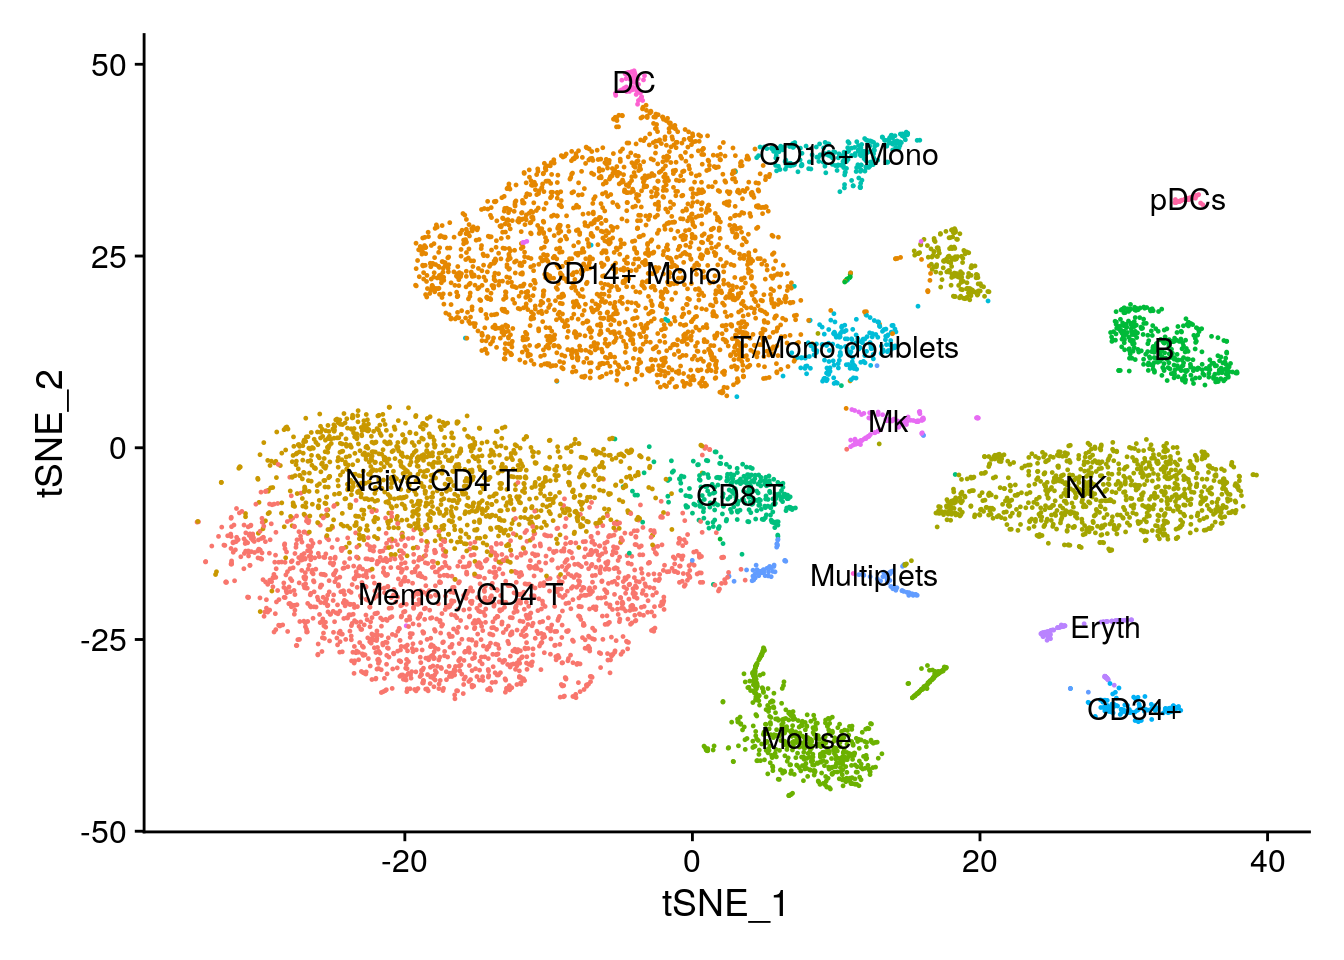 50
DC
CD16+ Mono
pDCs
25
CD14+ Mono
T/Mono doublets
B
Mk
0
Naive CD4 T
CD8 T
NK
Multiplets
Memory CD4 T
-25
Eryth
CD34+
Mouse
-50
-20
0
20
40
tSNE_1
tSNE_2